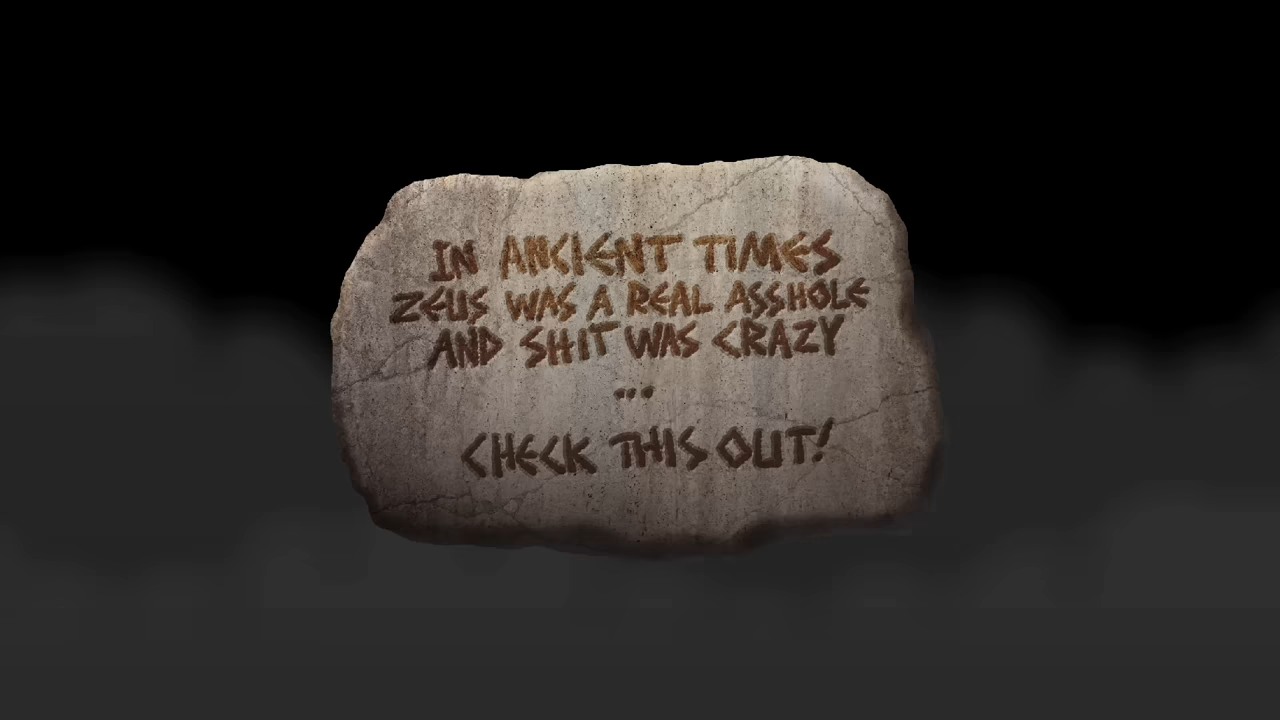 IN ANCIENT TIMES
ZEUS WAS A REAL ASSHOLE
AND SHIT WAS CRAZY
...
CHECK THIS OUT!